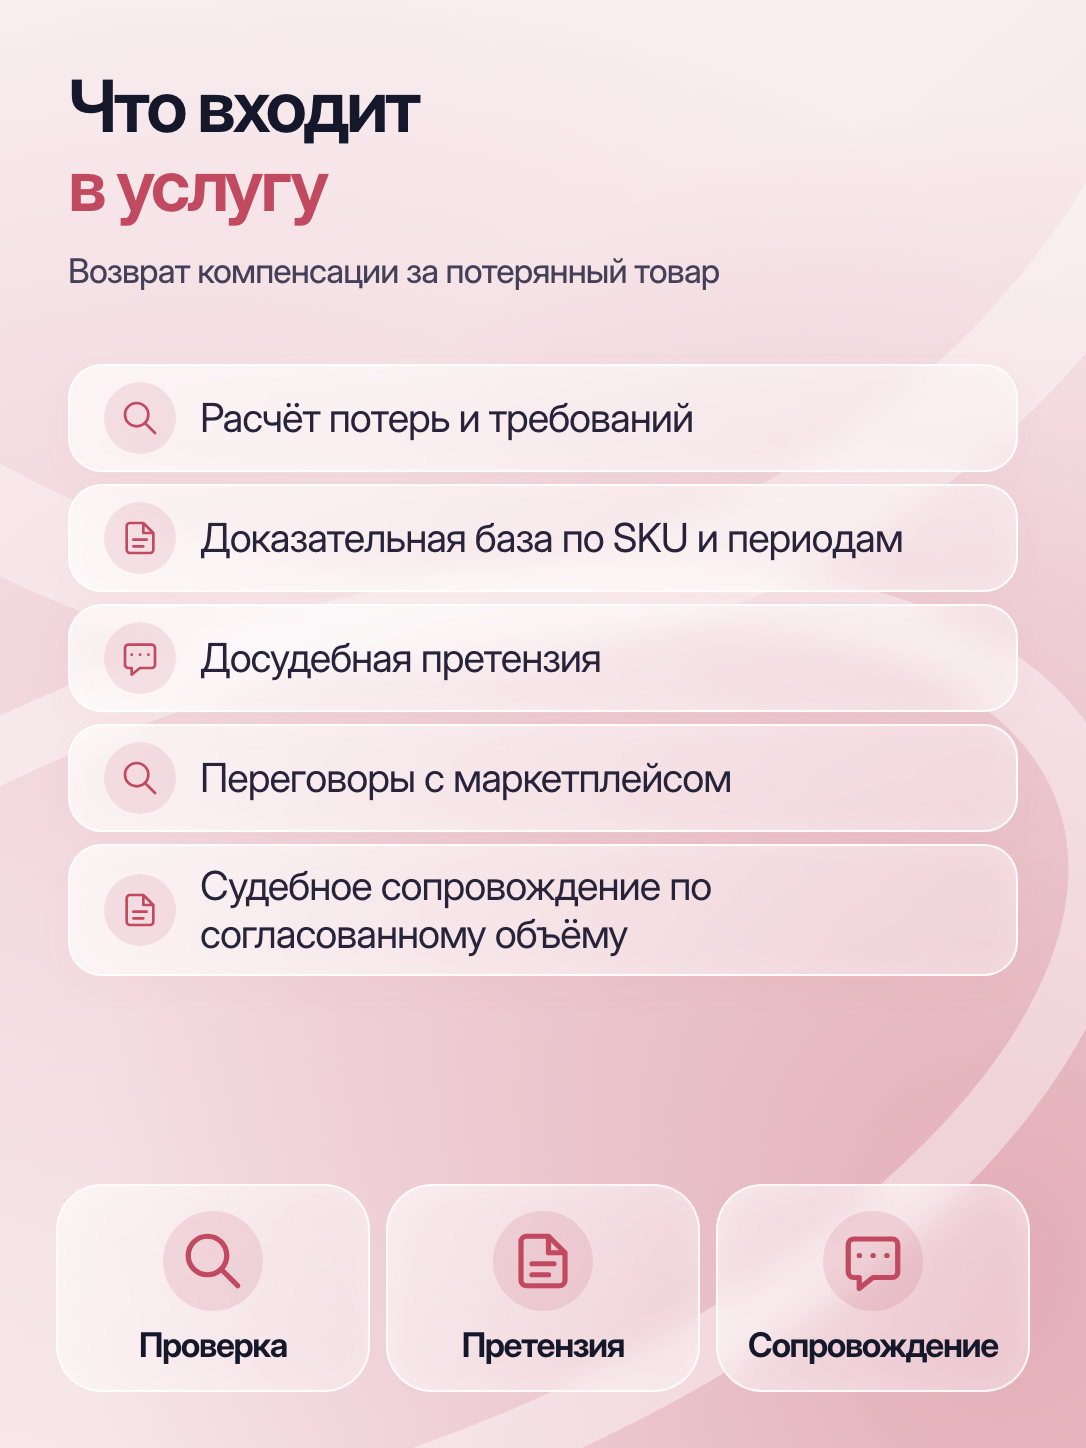 Что входит
в услугу
Возврат компенсации за потерянный товар
Расчёт потерь и требований
Доказательная база по SKU и периодам
Досудебная претензия
Переговоры с маркетплейсом
Судебное сопровождение по
согласованному объёму
Проверка
Претензия
Сопровождение